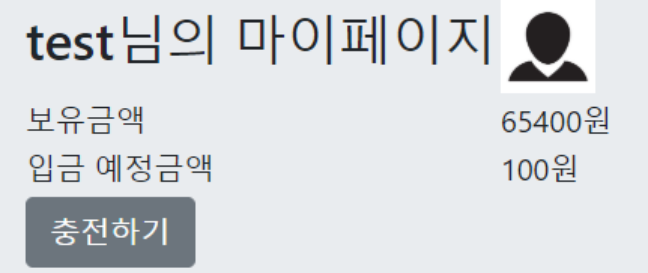 test님의 마이페이지
보유금액 65400원
입금 예정금액 100원
충전하기